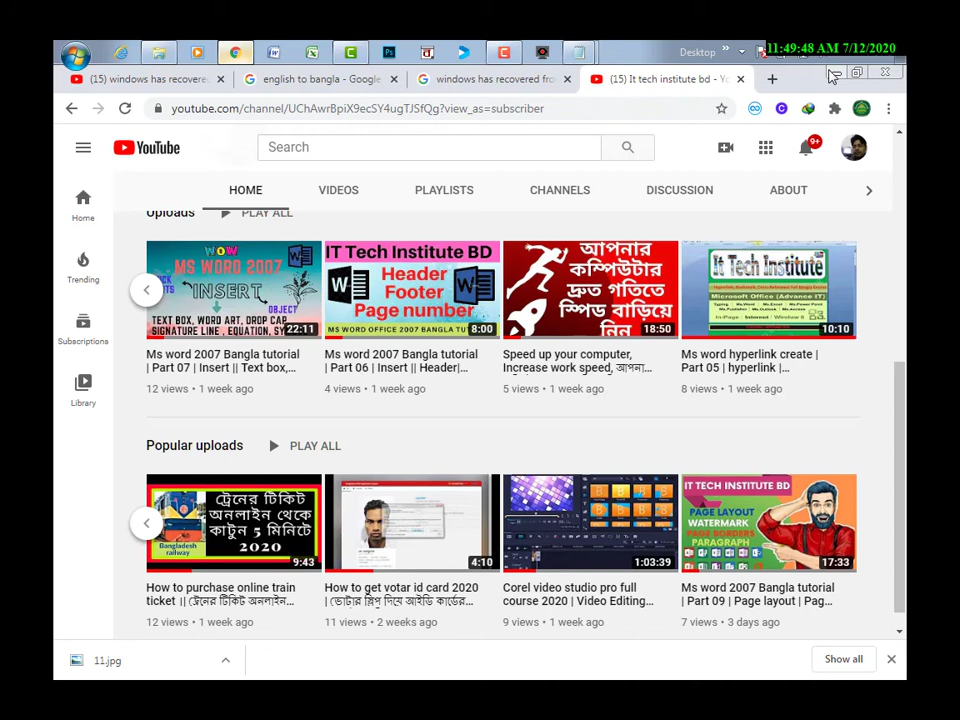 Desktop
11:49:48 AM 7/12/2020
(15) windows has recovere
english to bangla - Google
windows has recovered fro
(15) It tech institute bd - Yo
youtube.com/channel/UChAwrBpiX9ecSY4ugTJSfQg?view_as=subscriber
YouTube
Search
9+
Home
Trending
Subscriptions
Library
HOME
VIDEOS
PLAYLISTS
CHANNELS
DISCUSSION
ABOUT
Uploads
PLAY ALL
WOW
MS WORD 2007
INSERT
OBJECT
TEXT BOX, WORD ART, DROP CAP
SIGNATURE LINE , EQUATION, SY
22:11
IT Tech Institute BD
Header
Footer
Page number
MS WORD OFFICE 2007 BANGLA TU
8:00
আপনার
কম্পিউটার
দ্রুত গতিতে
স্পিড বাড়িয়ে
নিন
18:50
It Tech Institute
Microsoft Office (Advance IT)
10:10
Ms word 2007 Bangla tutorial
| Part 07 | Insert || Text box,...
12 views · 1 week ago
Ms word 2007 Bangla tutorial
| Part 06 | Insert || Header|...
4 views · 1 week ago
Speed up your computer,
Increase work speed, আপনা...
5 views · 1 week ago
Ms word hyperlink create |
Part 05 | hyperlink |...
8 views · 1 week ago
Popular uploads
PLAY ALL
ট্রেনের টিকিট
অনলাইন থেকে
কাটুন 5 মিনিটে
2020
Bangladesh
railway
9:43
4:10
1:03:39
IT TECH INSTITUTE BD
PAGE LAYOUT
WATERMARK
PAGE BORDERS
PARAGRAPH
17:33
How to purchase online train
ticket || ট্রেনের টিকিট অনলাইন...
12 views · 1 week ago
How to get votar id card 2020
| ভোটার স্লিপ দিয়ে আইডি কার্ডের...
11 views · 2 weeks ago
Corel video studio pro full
course 2020 | Video Editing...
9 views · 1 week ago
Ms word 2007 Bangla tutorial
| Part 09 | Page layout | Pag...
7 views · 3 days ago
11.jpg
Show all